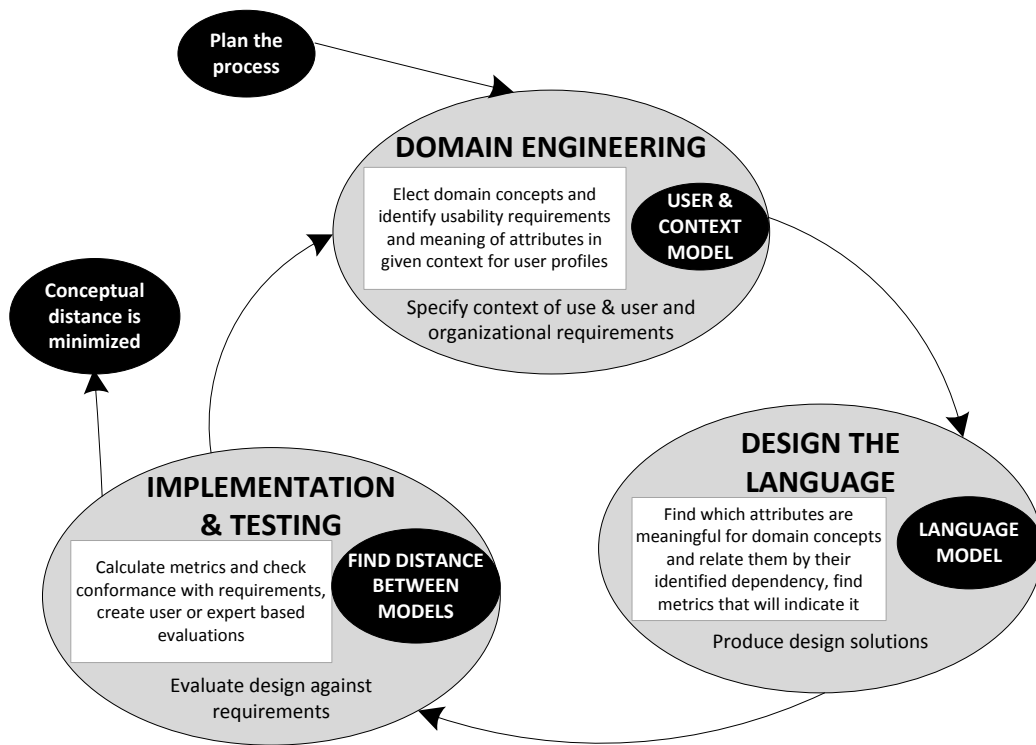 Plan the
process
DOMAIN ENGINEERING
Elect domain concepts and
identify usability requirements
and meaning of attributes in
given context for user profiles
USER &
CONTEXT
MODEL
Specify context of use & user and
organizational requirements
Conceptual
distance is
minimized
DESIGN THE
LANGUAGE
Find which attributes are
meaningful for domain concepts
and relate them by their
identified dependency, find
metrics that will indicate it
LANGUAGE
MODEL
Produce design solutions
IMPLEMENTATION
& TESTING
Calculate metrics and check
conformance with requirements,
create user or expert based
evaluations
FIND DISTANCE
BETWEEN
MODELS
Evaluate design against
requirements